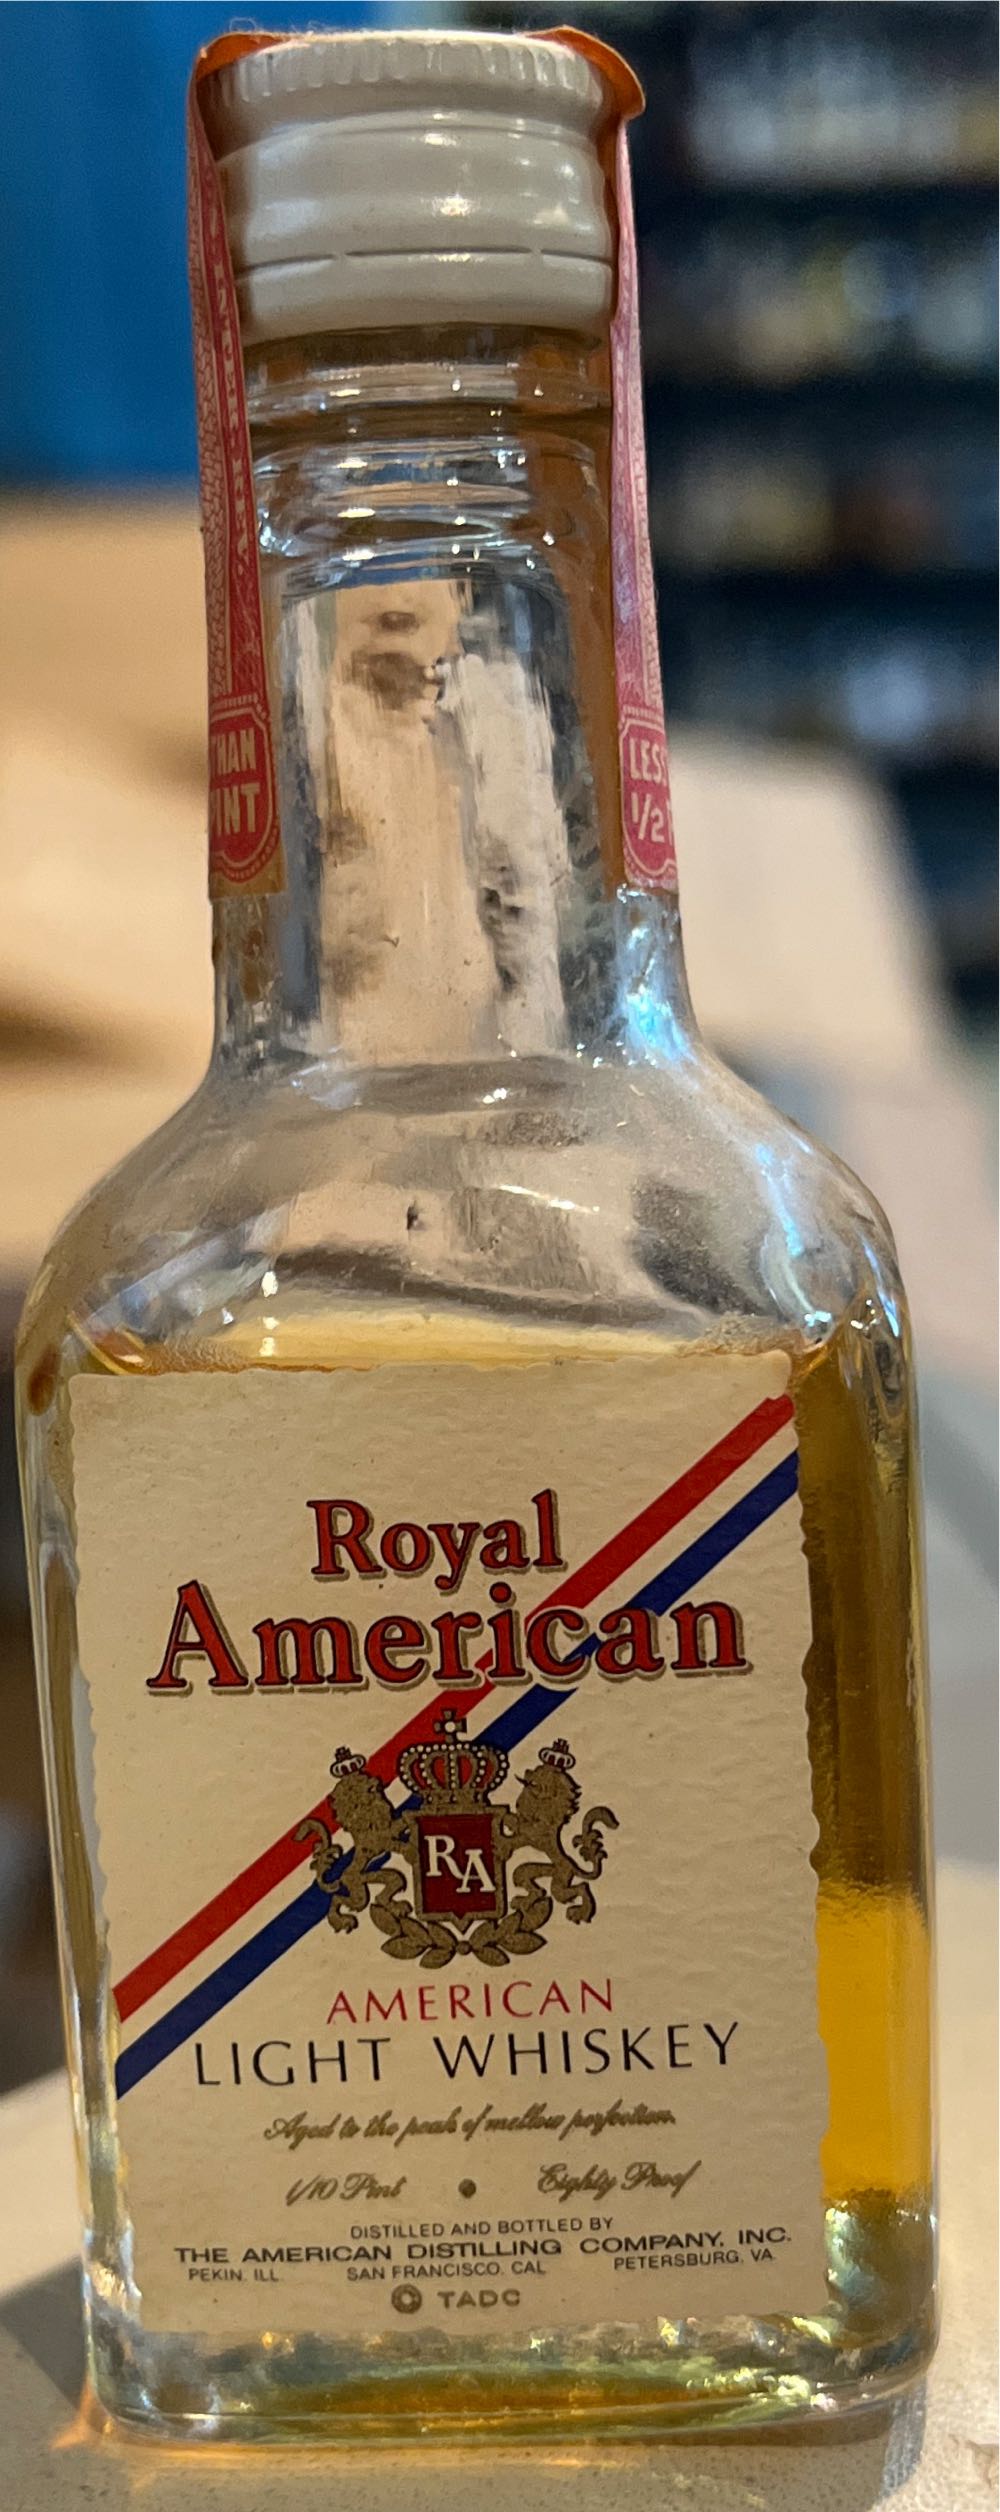 THAN
PINT
LESS
1/2
Royal
American
RA
AMERICAN
LIGHT WHISKEY
Aged to the peak of mellow perfection.
1/10 Pint • Eighty Proof
DISTILLED AND BOTTLED BY
THE AMERICAN DISTILLING COMPANY, INC.
PEKIN, ILL. SAN FRANCISCO, CAL PETERSBURG, VA.
© TADC